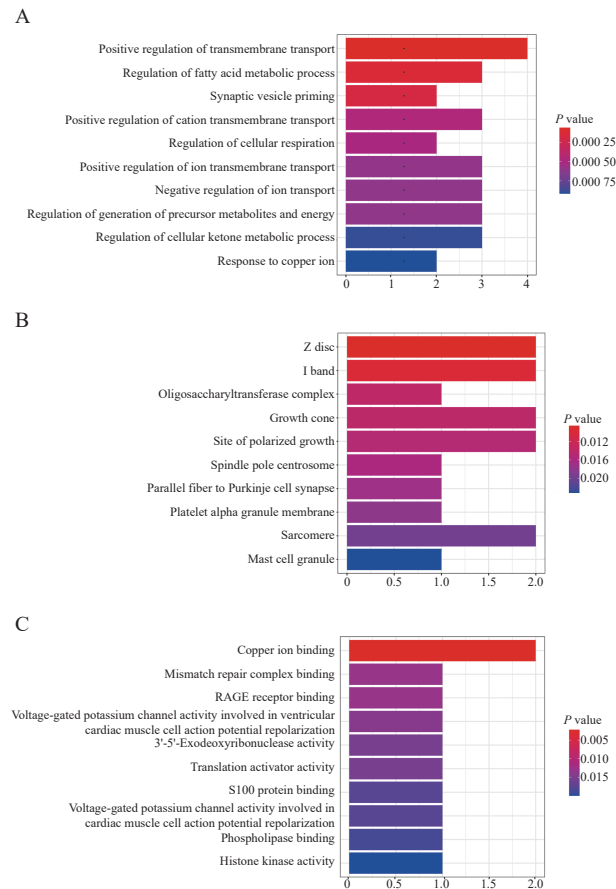 A
Positive regulation of transmembrane transport
Regulation of fatty acid metabolic process
Synaptic vesicle priming
Positive regulation of cation transmembrane transport
Regulation of cellular respiration
Positive regulation of ion transmembrane transport
Negative regulation of ion transport
Regulation of generation of precursor metabolites and energy
Regulation of cellular ketone metabolic process
Response to copper ion
0 1 2 3 4
P value
0.000 25
0.000 50
0.000 75
B
Z disc
I band
Oligosaccharyltransferase complex
Growth cone
Site of polarized growth
Spindle pole centrosome
Parallel fiber to Purkinje cell synapse
Platelet alpha granule membrane
Sarcomere
Mast cell granule
0 0.5 1.0 1.5 2.0
P value
0.012
0.016
0.020
C
Copper ion binding
Mismatch repair complex binding
RAGE receptor binding
Voltage-gated potassium channel activity involved in ventricular
cardiac muscle cell action potential repolarization
3'-5'-Exodeoxyribonuclease activity
Translation activator activity
S100 protein binding
Voltage-gated potassium channel activity involved in
cardiac muscle cell action potential repolarization
Phospholipase binding
Histone kinase activity
0 0.5 1.0 1.5 2.0
P value
0.005
0.010
0.015